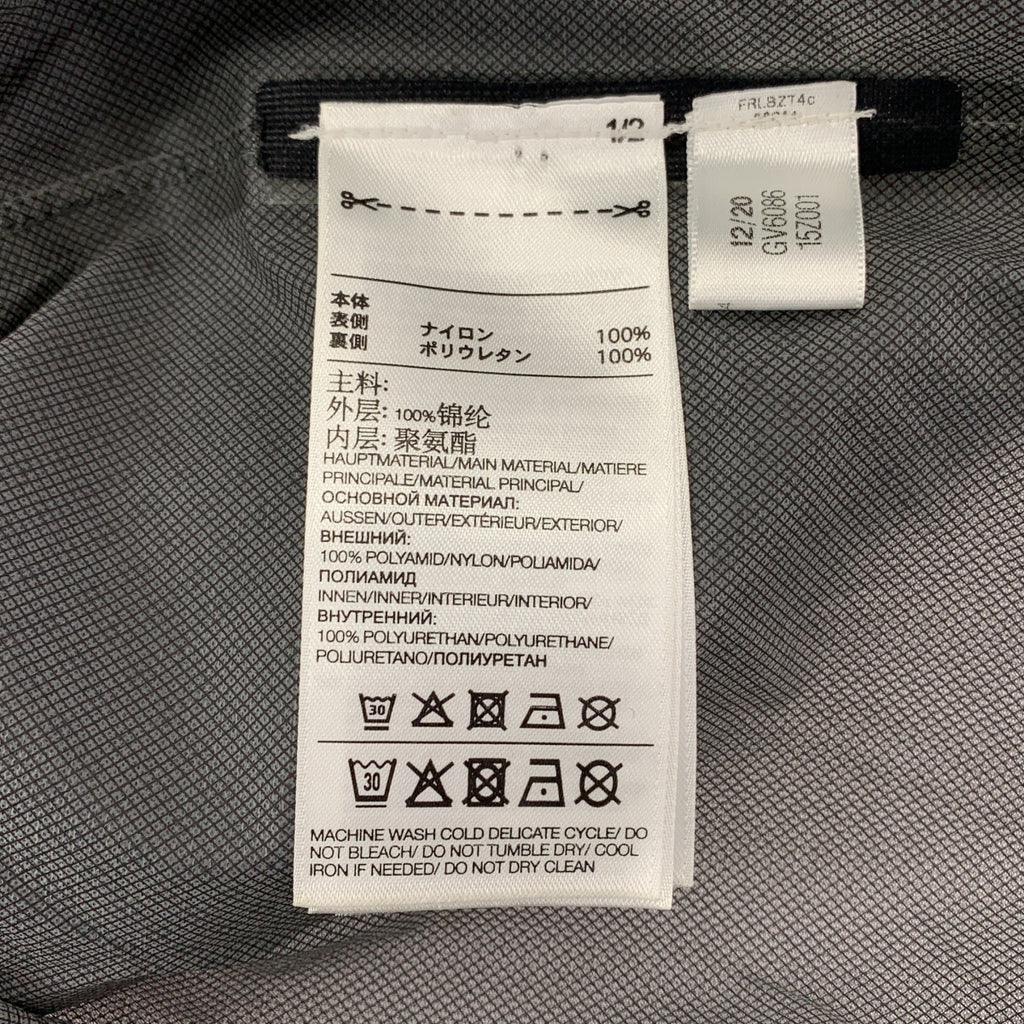 1/2
本体
表側 ナイロン 100%
裏側 ポリウレタン 100%
主料:
外层: 100%锦纶
内层: 聚氨酯
HAUPTMATERIAL/MAIN MATERIAL/MATIERE
PRINCIPALE/MATERIAL PRINCIPAL/
ОСНОВНОЙ МАТЕРИАЛ:
AUSSEN/OUTER/EXTÉRIEUR/EXTERIOR/
ВНЕШНИЙ:
100% POLYAMID/NYLON/POLIAMIDA/
ПОЛИАМИД
INNEN/INNER/INTERIEUR/INTERIOR/
ВНУТРЕННИЙ:
100% POLYURETHAN/POLYURETHANE/
POLIURETANO/ПОЛИУРЕТАН
30
30
MACHINE WASH COLD DELICATE CYCLE/ DO
NOT BLEACH/ DO NOT TUMBLE DRY/ COOL
IRON IF NEEDED/ DO NOT DRY CLEAN
12/20
GV6086
15Z001